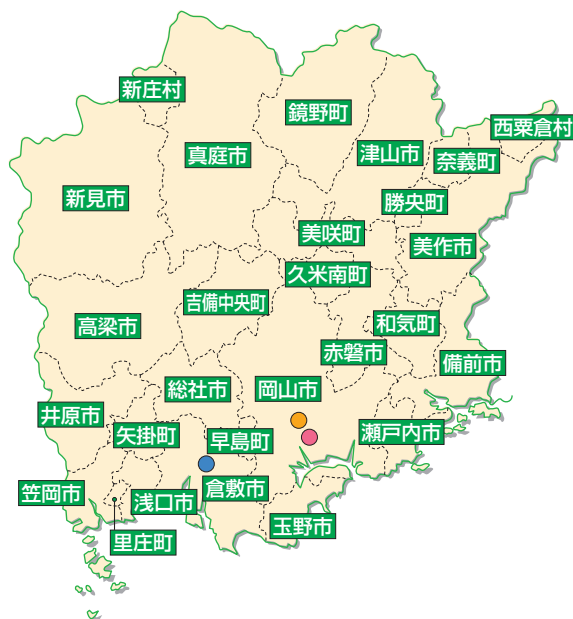 新庄村
鏡野町
西粟倉村
真庭市
津山市
奈義町
新見市
勝央町
美咲町
美作市
久米南町
吉備中央町
高梁市
和気町
赤磐市
備前市
総社市
岡山市
井原市
矢掛町
早島町
瀬戸内市
笠岡市
浅口市
倉敷市
玉野市
里庄町